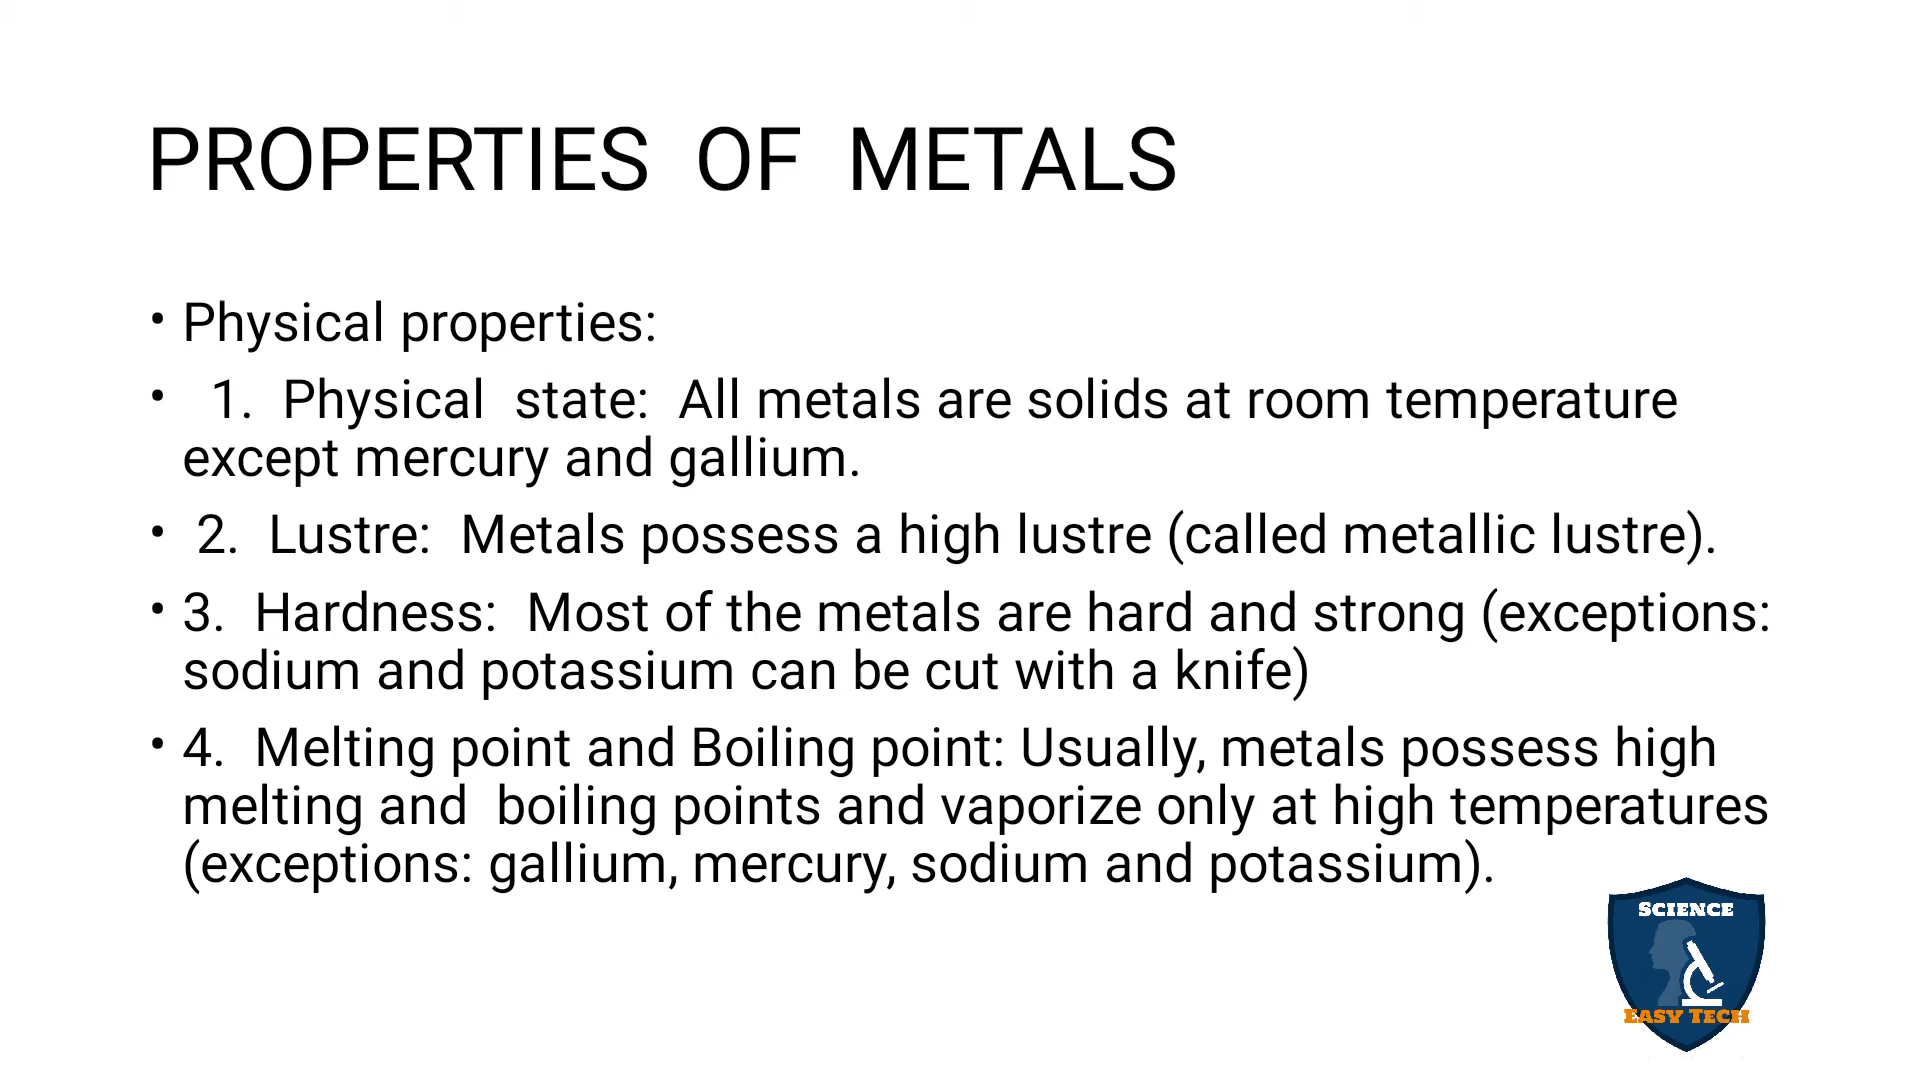 PROPERTIES OF METALS
• Physical properties:
• 1. Physical state: All metals are solids at room temperature
except mercury and gallium.
• 2. Lustre: Metals possess a high lustre (called metallic lustre).
• 3. Hardness: Most of the metals are hard and strong (exceptions:
sodium and potassium can be cut with a knife)
• 4. Melting point and Boiling point: Usually, metals possess high
melting and boiling points and vaporize only at high temperatures
(exceptions: gallium, mercury, sodium and potassium).
SCIENCE
EASY TECH